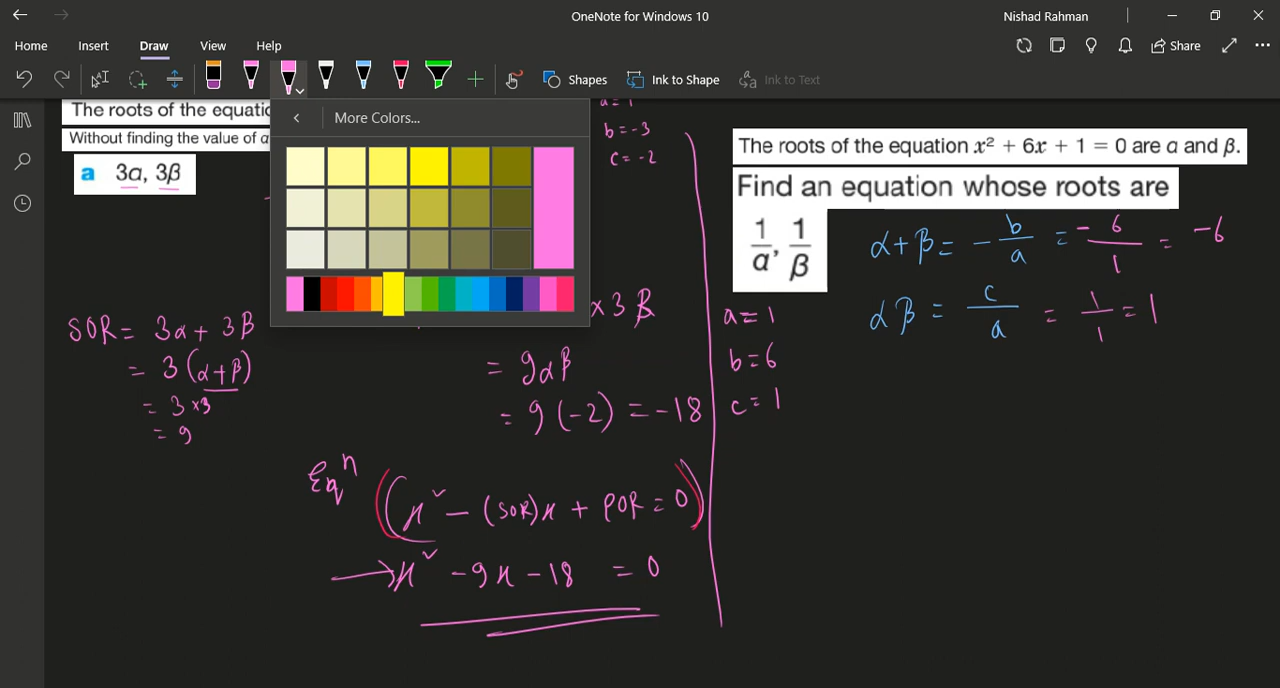 OneNote for Windows 10
Nishad Rahman
Home Insert Draw View Help
Share
Shapes Ink to Shape Ink to Text
More Colors...
The roots of the equatic
Without finding the value of α
a 3α, 3β
a = 1
b = -3
c = -2
SOR = 3α + 3β
= 3(α+β)
= 3×3
= 9
× 3β
= 9αβ
= 9(-2) = -18
Eqⁿ
(x² - (SOR)x + POR = 0)
→ x² - 9x - 18 = 0
The roots of the equation x² + 6x + 1 = 0 are α and β.
Find an equation whose roots are
1/α, 1/β
α+β = -b/a = -6/1 = -6
αβ = c/a = 1/1 = 1
a = 1
b = 6
c = 1